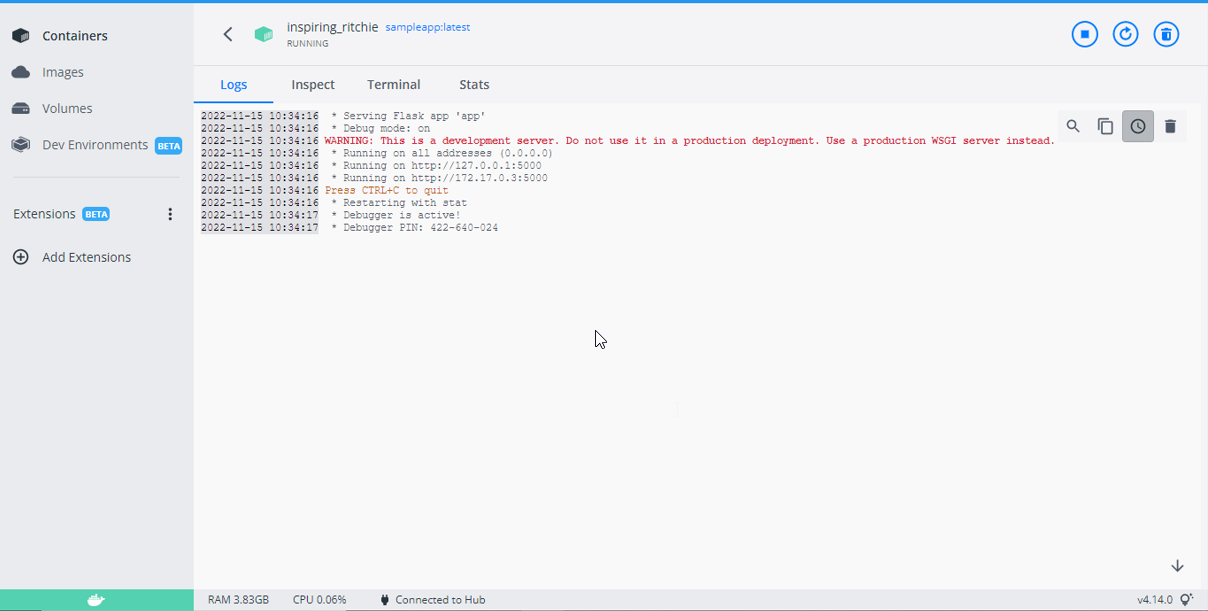 Containers
Images
Volumes
Dev Environments BETA
Extensions BETA
Add Extensions
inspiring_ritchie sampleapp:latest
RUNNING
Logs Inspect Terminal Stats
2022-11-15 10:34:16 * Serving Flask app 'app'
2022-11-15 10:34:16 * Debug mode: on
2022-11-15 10:34:16 WARNING: This is a development server. Do not use it in a production deployment. Use a production WSGI server instead.
2022-11-15 10:34:16 * Running on all addresses (0.0.0.0)
2022-11-15 10:34:16 * Running on http://127.0.0.1:5000
2022-11-15 10:34:16 * Running on http://172.17.0.3:5000
2022-11-15 10:34:16 Press CTRL+C to quit
2022-11-15 10:34:16 * Restarting with stat
2022-11-15 10:34:17 * Debugger is active!
2022-11-15 10:34:17 * Debugger PIN: 422-640-024
RAM 3.83GB CPU 0.06% Connected to Hub v4.14.0